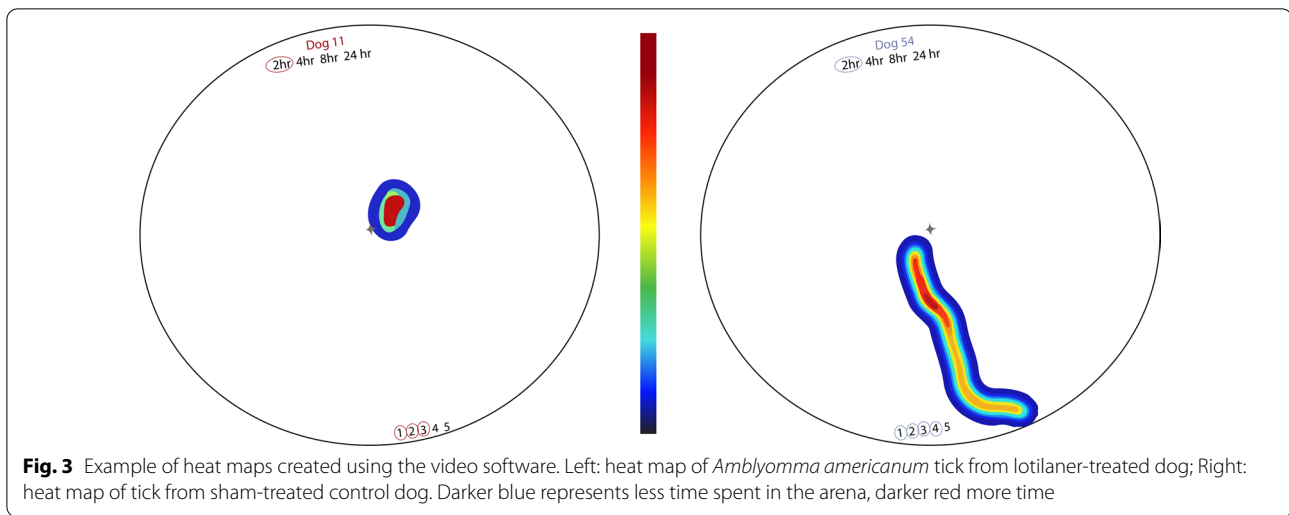 Dog 11
2hr 4hr 8hr 24 hr
1 2 3 4 5
Dog 54
2hr 4hr 8hr 24 hr
1 2 3 4 5
Fig. 3 Example of heat maps created using the video software. Left: heat map of Amblyomma americanum tick from lotilaner-treated dog; Right:
heat map of tick from sham-treated control dog. Darker blue represents less time spent in the arena, darker red more time